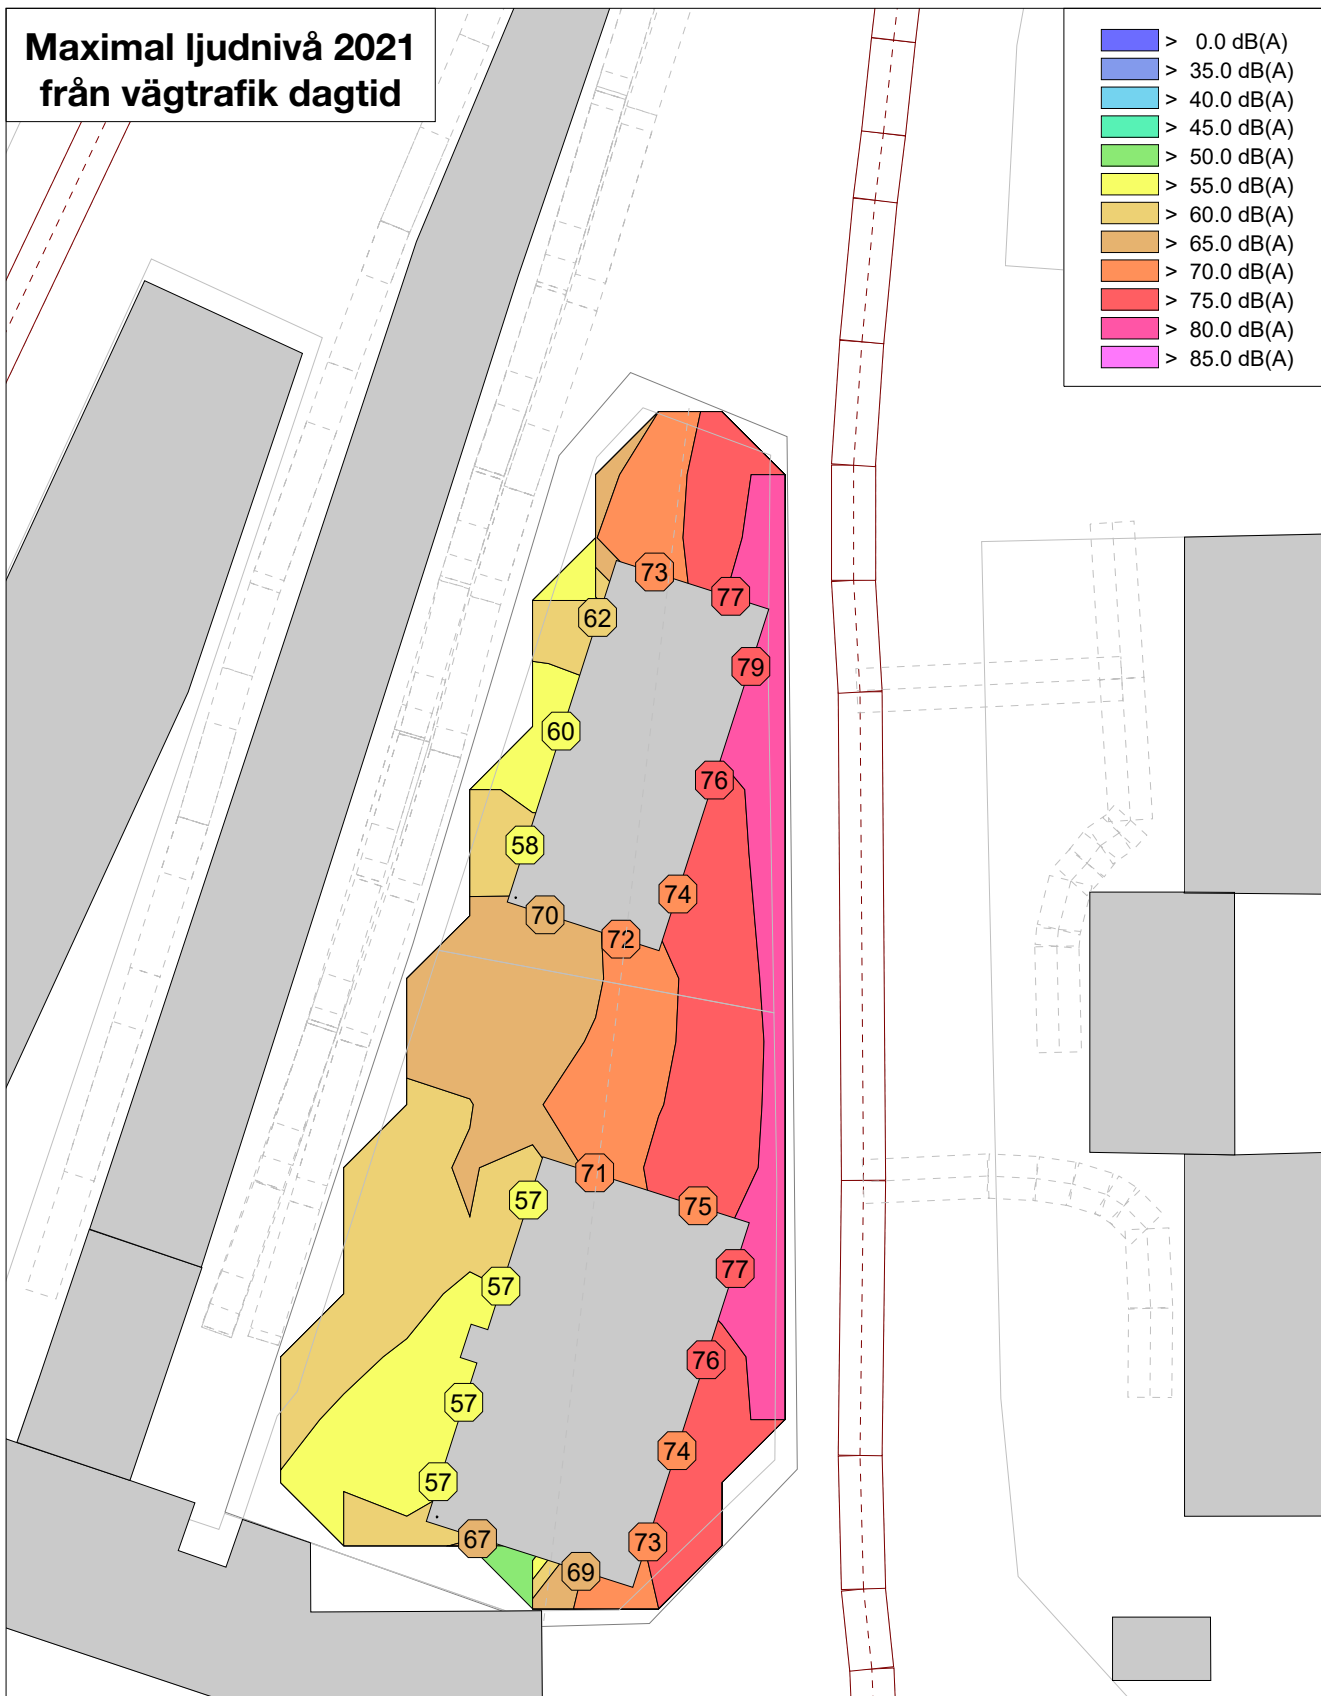 Maximal ljudnivå 2021
från vägtrafik dagtid
> 0.0 dB(A)
> 35.0 dB(A)
> 40.0 dB(A)
> 45.0 dB(A)
> 50.0 dB(A)
> 55.0 dB(A)
> 60.0 dB(A)
> 65.0 dB(A)
> 70.0 dB(A)
> 75.0 dB(A)
> 80.0 dB(A)
> 85.0 dB(A)
73
77
62
79
60
76
58
74
70
72
71
57
75
77
57
76
57
74
57
67
73
69